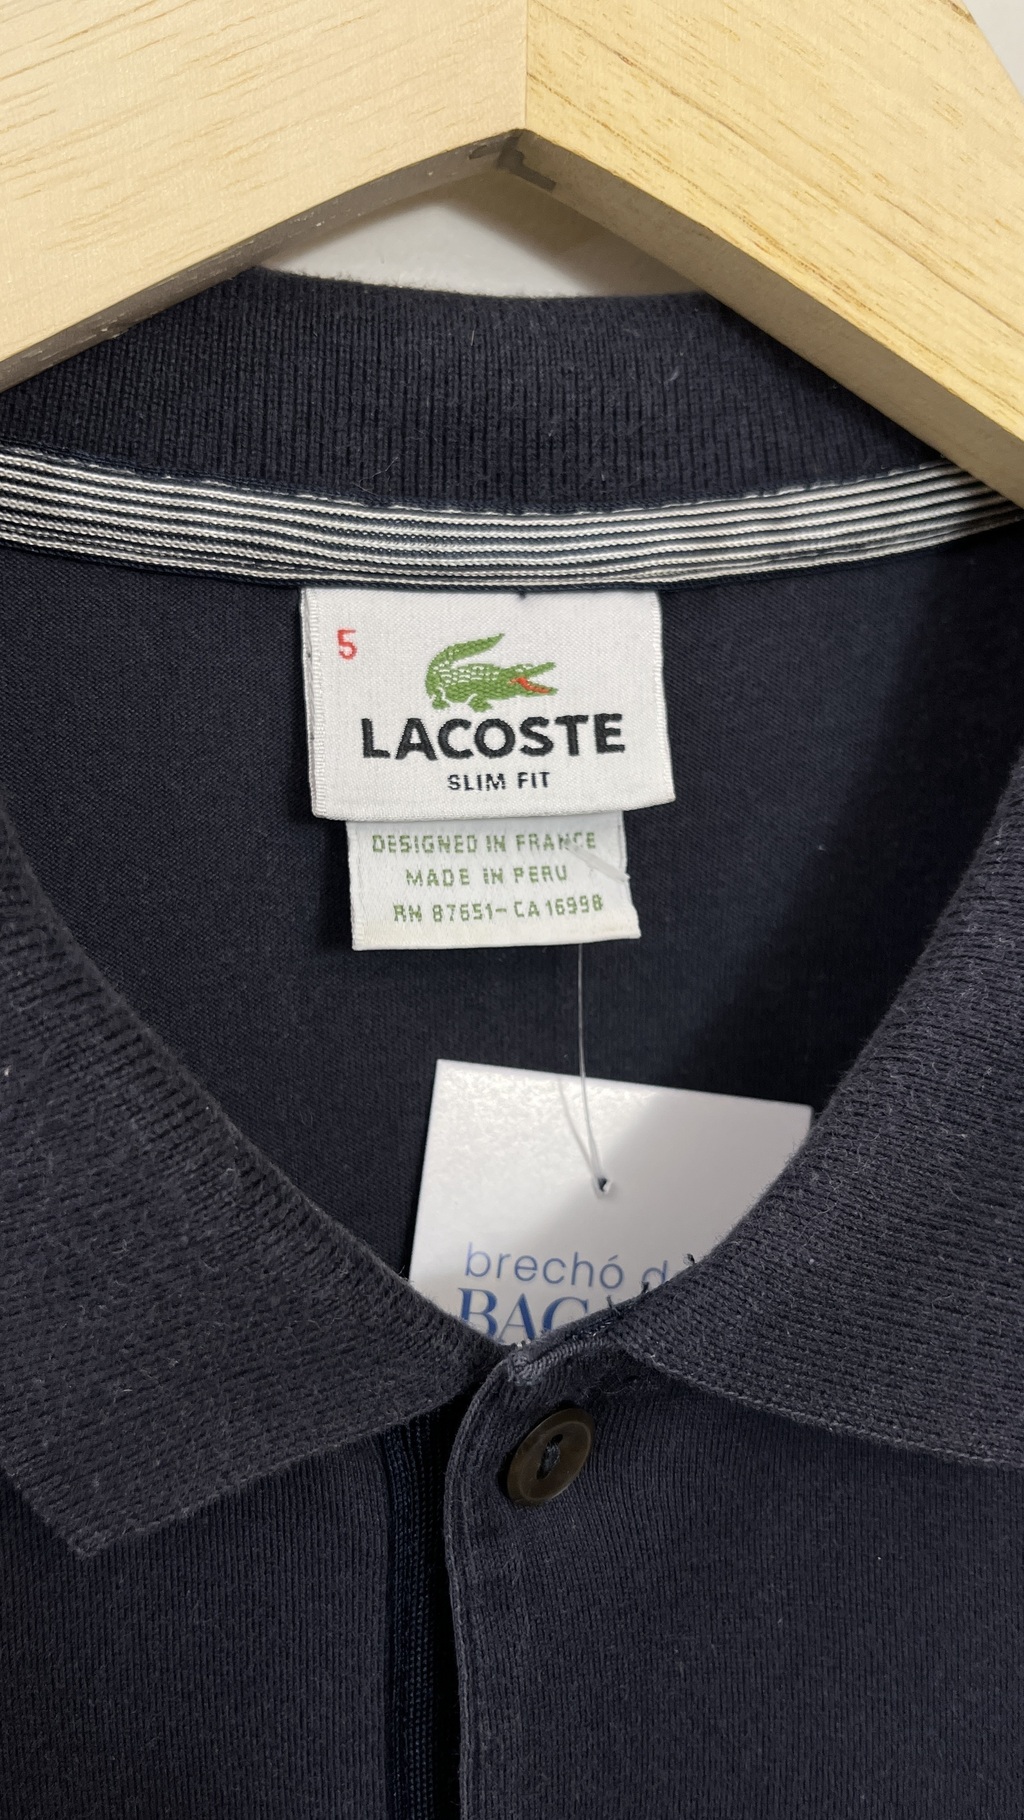 5
LACOSTE
SLIM FIT
DESIGNED IN FRANCE
MADE IN PERU
RN 87651-CA 16998
brechó